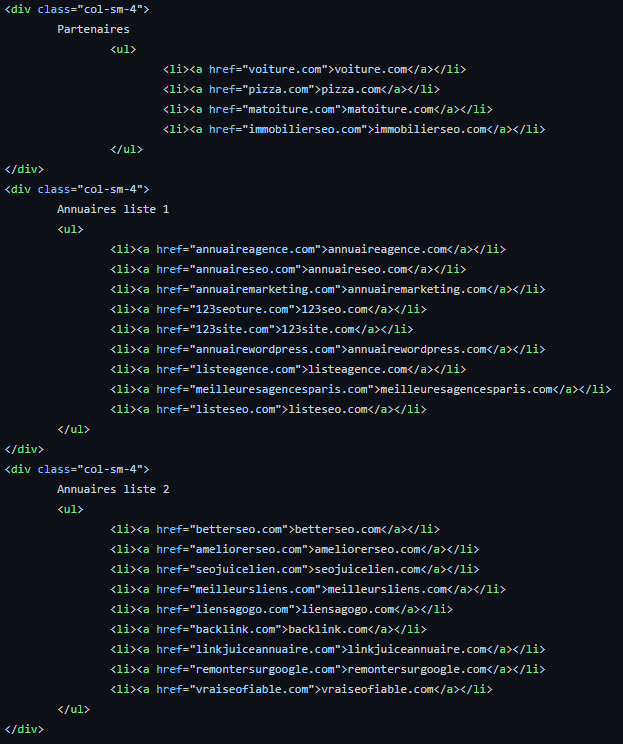 <div class="col-sm-4">
Partenaires
<ul>
<li><a href="voiture.com">voiture.com</a></li>
<li><a href="pizza.com">pizza.com</a></li>
<li><a href="matoiture.com">matoiture.com</a></li>
<li><a href="immobilierseo.com">immobilierseo.com</a></li>
</ul>
</div>
<div class="col-sm-4">
Annuaires liste 1
<ul>
<li><a href="annuaireagence.com">annuaireagence.com</a></li>
<li><a href="annuaireseo.com">annuaireseo.com</a></li>
<li><a href="annuairemarketing.com">annuairemarketing.com</a></li>
<li><a href="123seoture.com">123seo.com</a></li>
<li><a href="123site.com">123site.com</a></li>
<li><a href="annuairewordpress.com">annuairewordpress.com</a></li>
<li><a href="listeagence.com">listeagence.com</a></li>
<li><a href="meilleuresagencesparis.com">meilleuresagencesparis.com</a></li>
<li><a href="listeseo.com">listeseo.com</a></li>
</ul>
</div>
<div class="col-sm-4">
Annuaires liste 2
<ul>
<li><a href="betterseo.com">betterseo.com</a></li>
<li><a href="ameliorerseo.com">ameliorerseo.com</a></li>
<li><a href="seojuicelien.com">seojuicelien.com</a></li>
<li><a href="meilleursliens.com">meilleursliens.com</a></li>
<li><a href="liensagogo.com">liensagogo.com</a></li>
<li><a href="backlink.com">backlink.com</a></li>
<li><a href="linkjuiceannuaire.com">linkjuiceannuaire.com</a></li>
<li><a href="remontersurgoogle.com">remontersurgoogle.com</a></li>
<li><a href="vraiseofiable.com">vraiseofiable.com</a></li>
</ul>
</div>